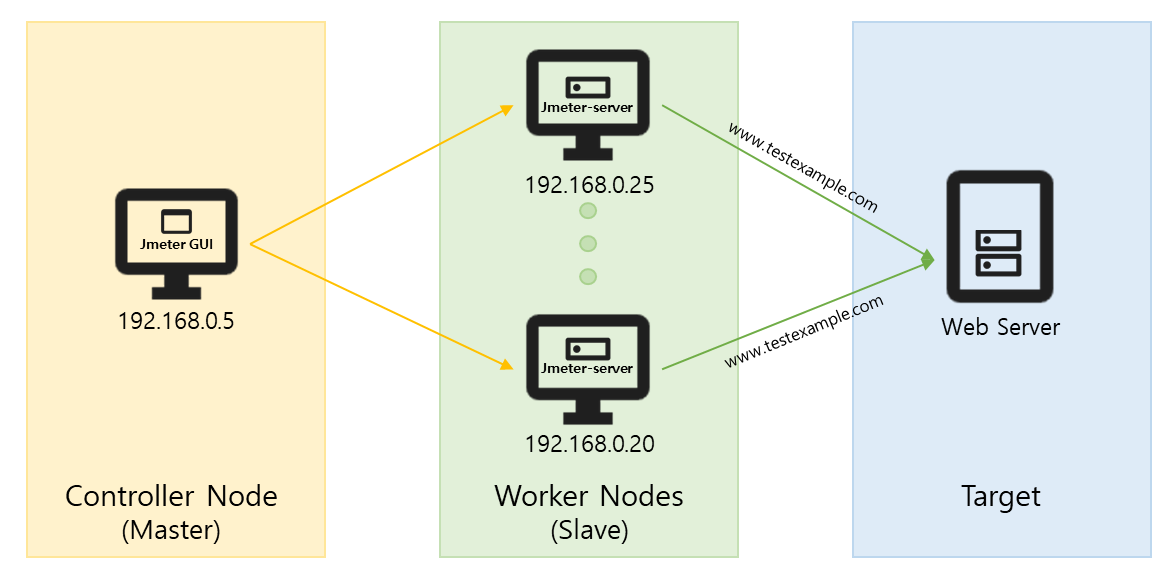 Jmeter GUI
192.168.0.5
Controller Node
(Master)
Jmeter-server
192.168.0.25
Jmeter-server
192.168.0.20
Worker Nodes
(Slave)
www.testexample.com
www.testexample.com
Web Server
Target